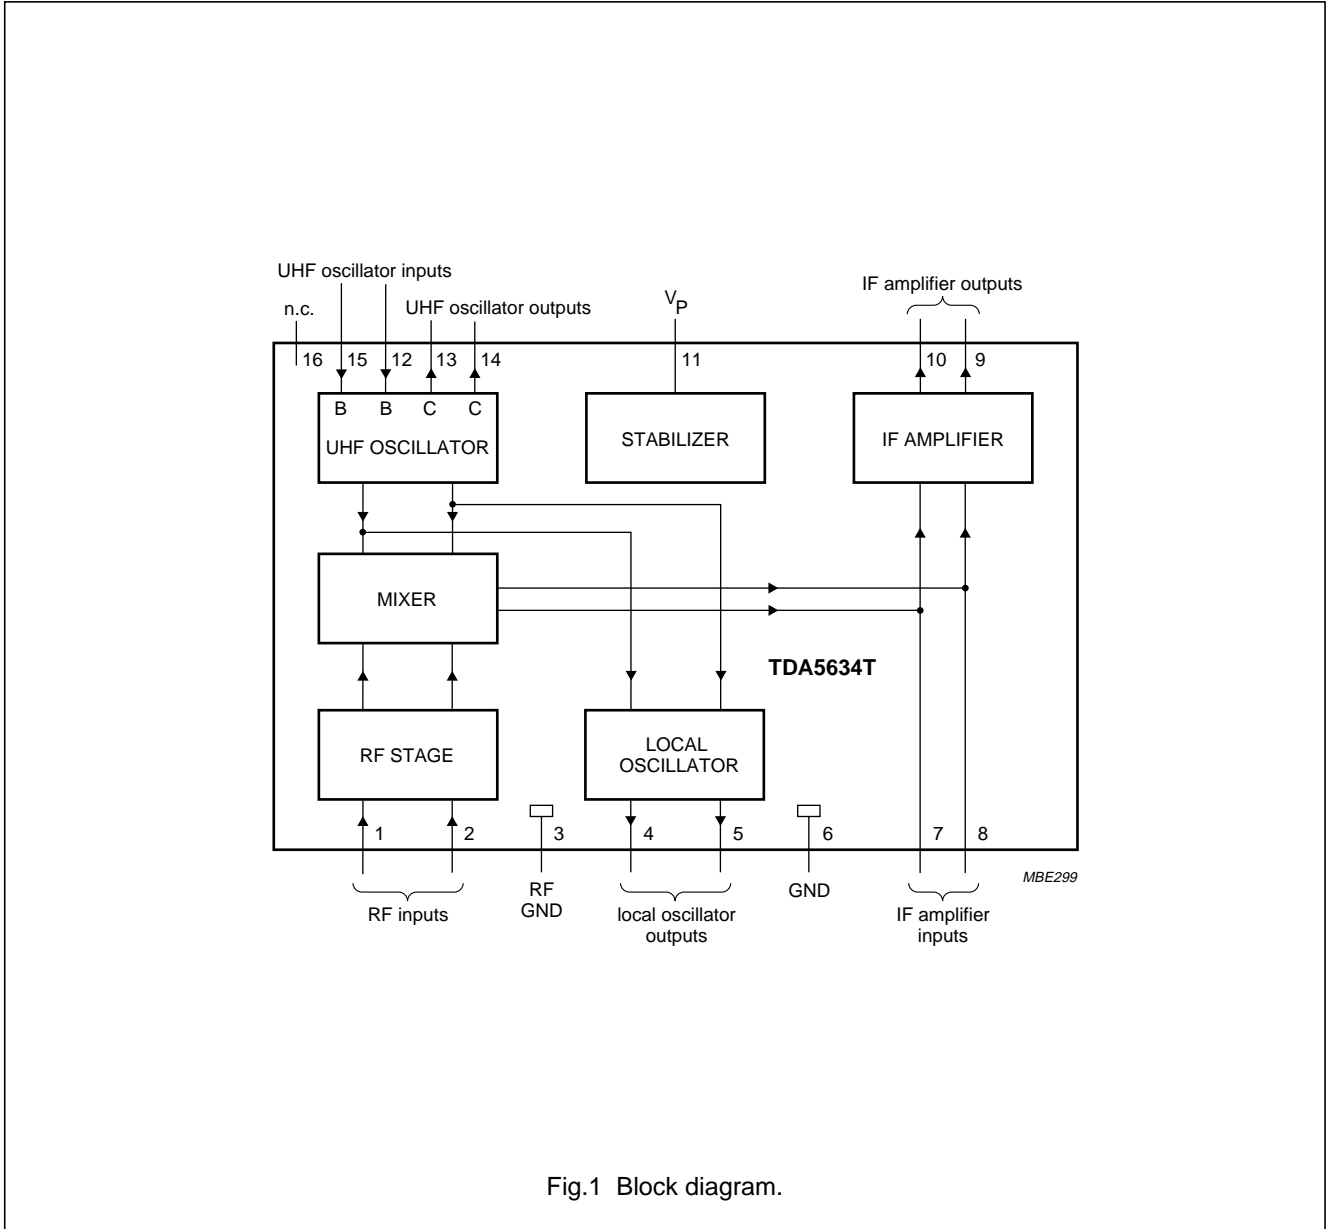 UHF oscillator inputs
IF amplifier outputs
n.c.
UHF oscillator outputs
VP
16 15 12 13 14 11 10 9
B B C C
UHF OSCILLATOR
STABILIZER
IF AMPLIFIER
MIXER
TDA5634T
RF STAGE
LOCAL
OSCILLATOR
1 2 3 4 5 6 7 8
MBE299
RF inputs
RF
GND
local oscillator
outputs
GND
IF amplifier
inputs
Fig.1 Block diagram.